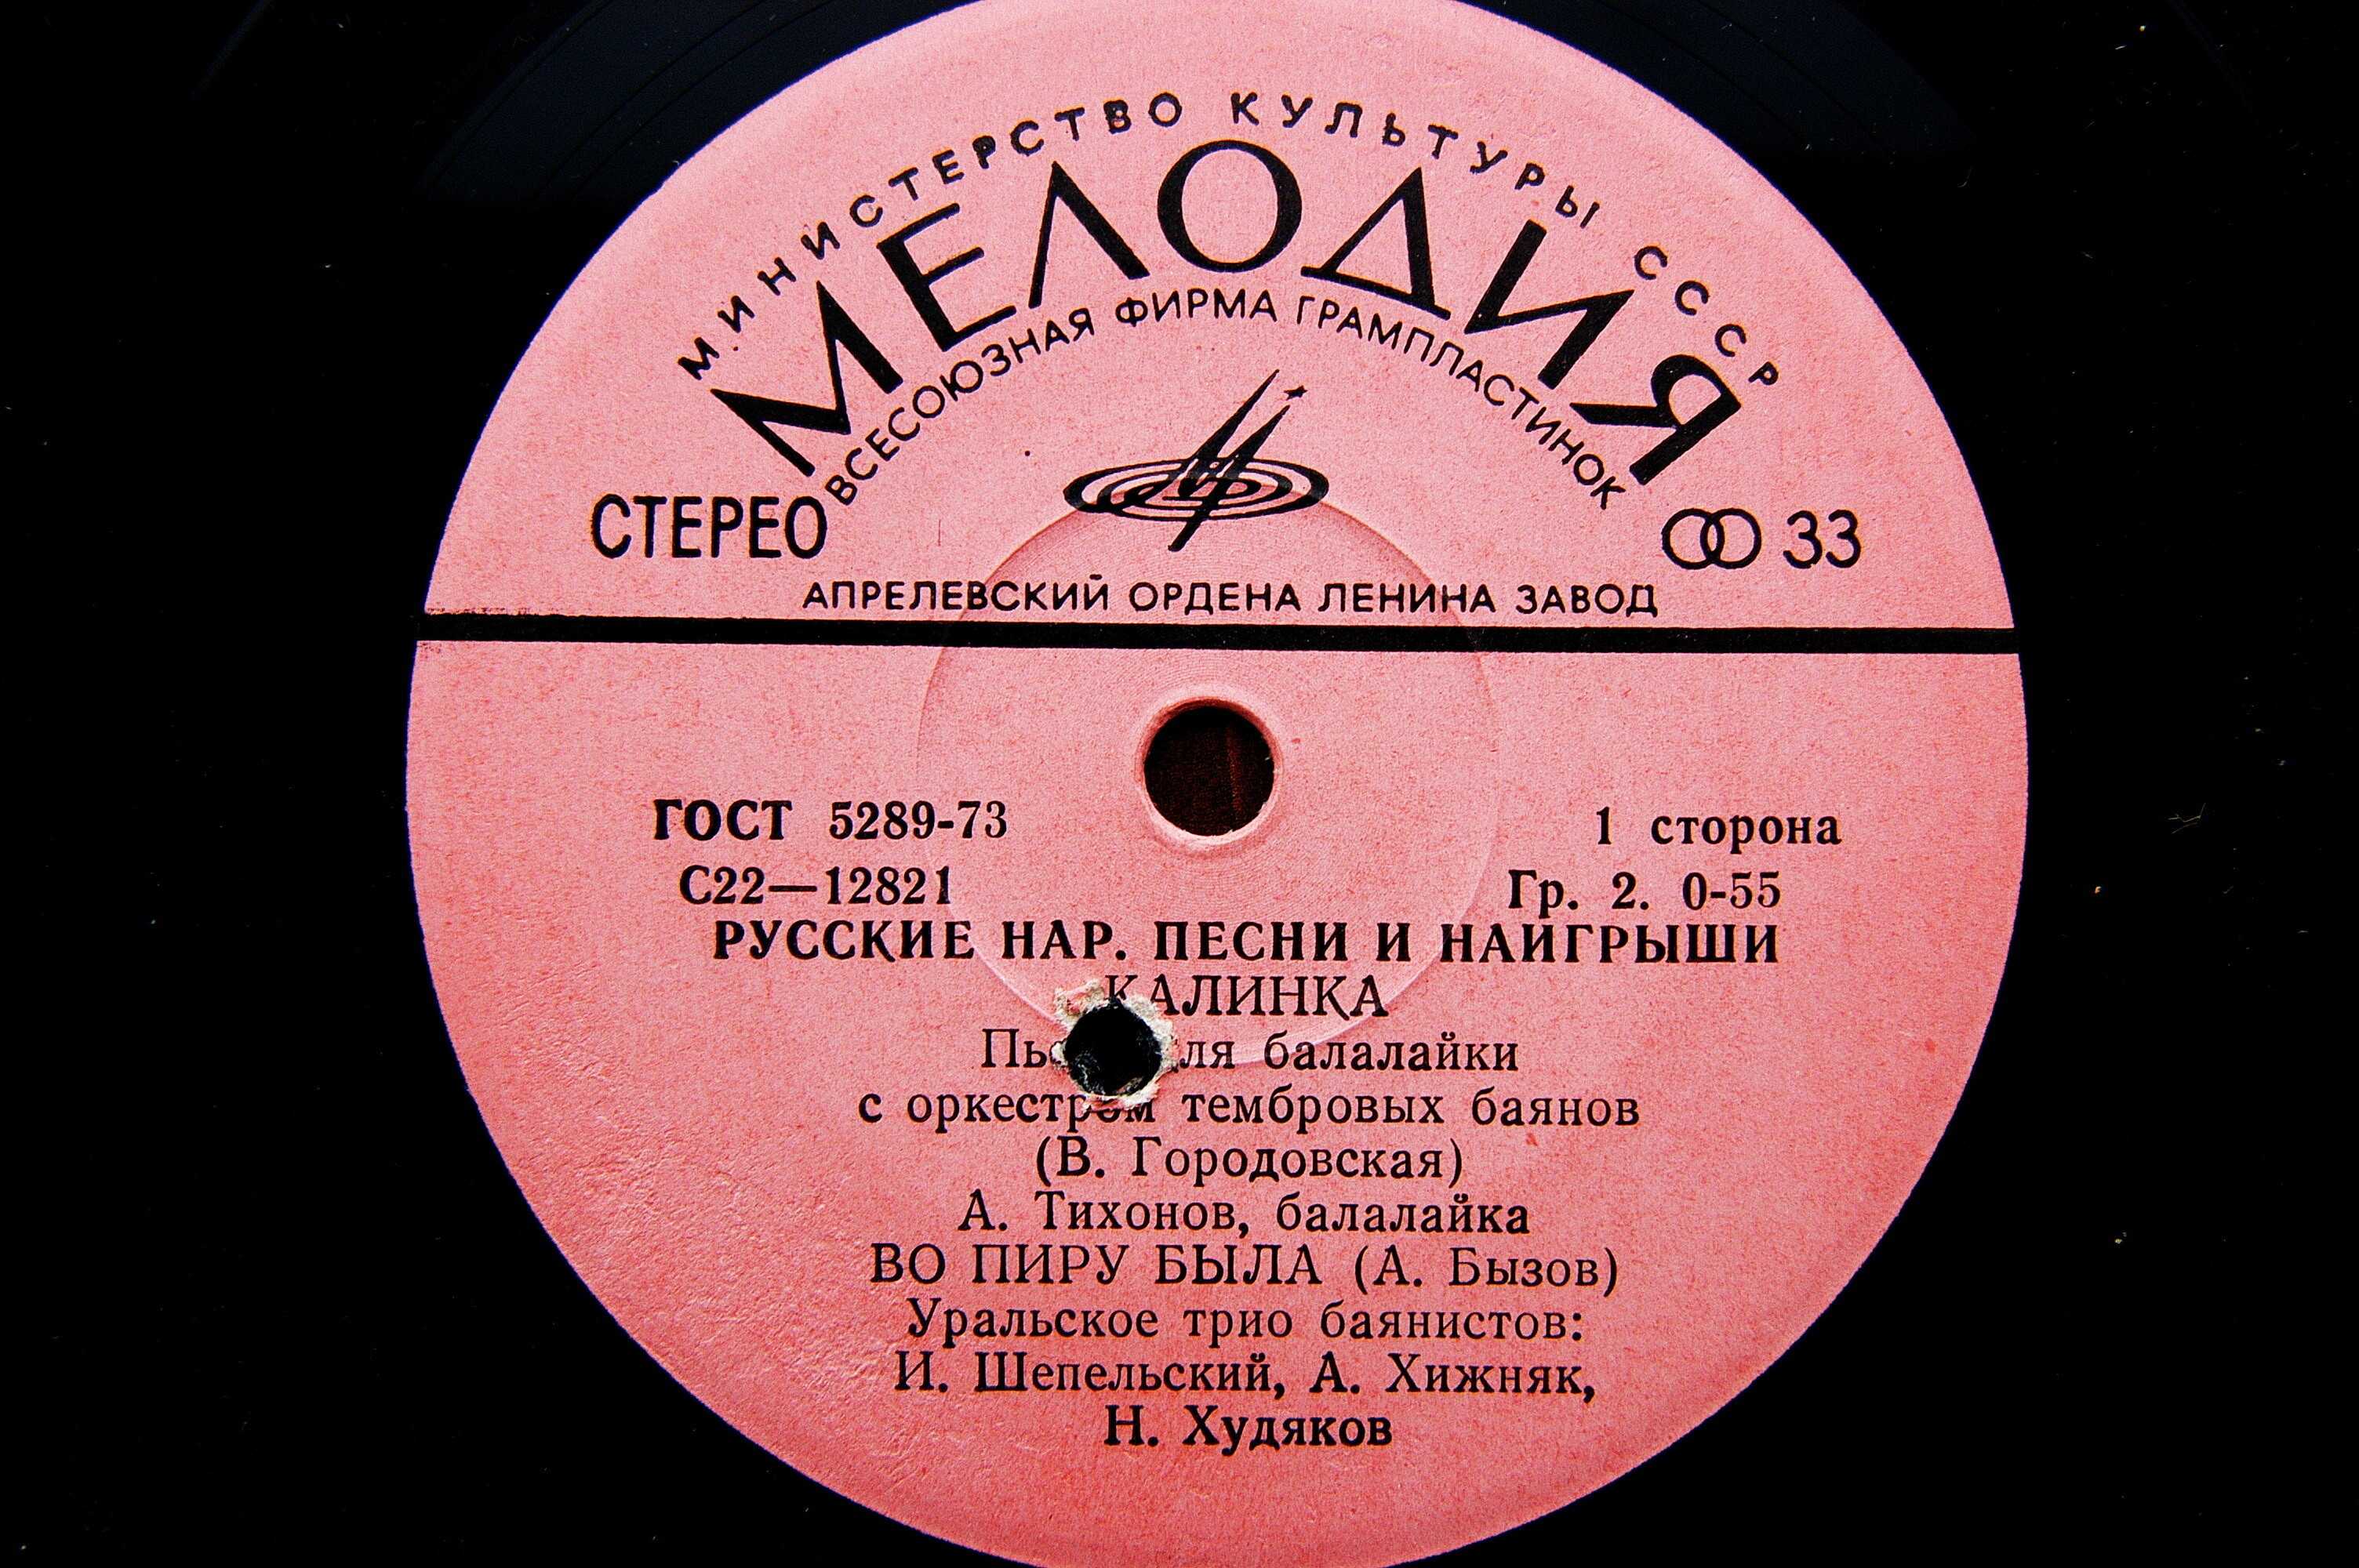 МИНИСТЕРСТВО КУЛЬТУРЫ СССР
МЕЛОДИЯ
ВСЕСОЮЗНАЯ ФИРМА ГРАМПЛАСТИНОК
СТЕРЕО 33
АПРЕЛЕВСКИЙ ОРДЕНА ЛЕНИНА ЗАВОД
ГОСТ 5289-73 1 сторона
С22—12821 Гр. 2. 0-55
РУССКИЕ НАР. ПЕСНИ И НАИГРЫШИ
КАЛИНКА
балалайки
с оркестром тембровых баянов
(В. Городовская)
А. Тихонов, балалайка
ВО ПИРУ БЫЛА (А. Бызов)
Уральское трио баянистов:
И. Шепельский, А. Хижняк,
Н. Худяков